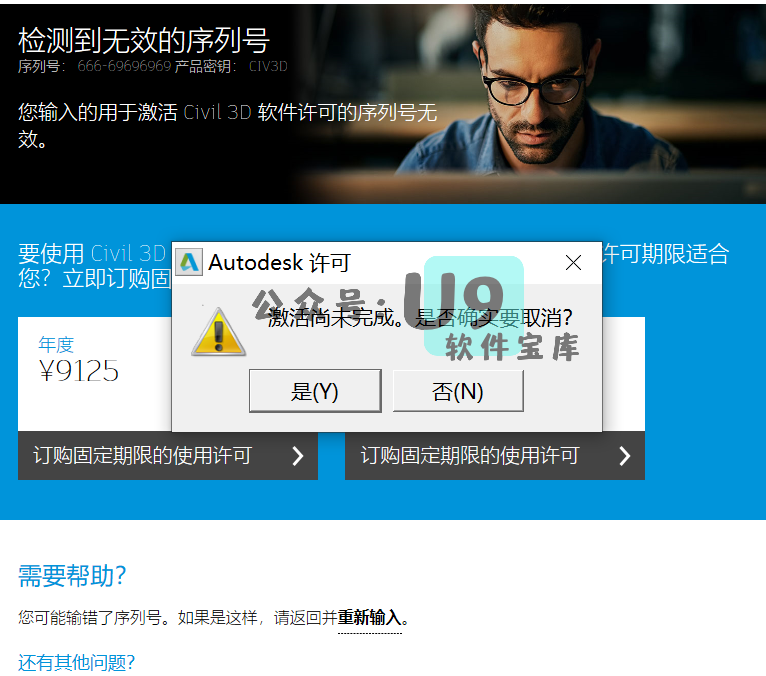 检测到无效的序列号
序列号: 666-69696969 产品密钥: CIV3D
您输入的用于激活 Civil 3D 软件许可的序列号无
效。
要使用 Civil 3D
许可期限适合
您？立即订购固
Autodesk 许可
公众号:U9
软件宝库
激活尚未完成。是否确实要取消?
是(Y)
否(N)
年度
¥9125
订购固定期限的使用许可
订购固定期限的使用许可
需要帮助?
您可能输错了序列号。如果是这样，请返回并重新输入。
还有其他问题?